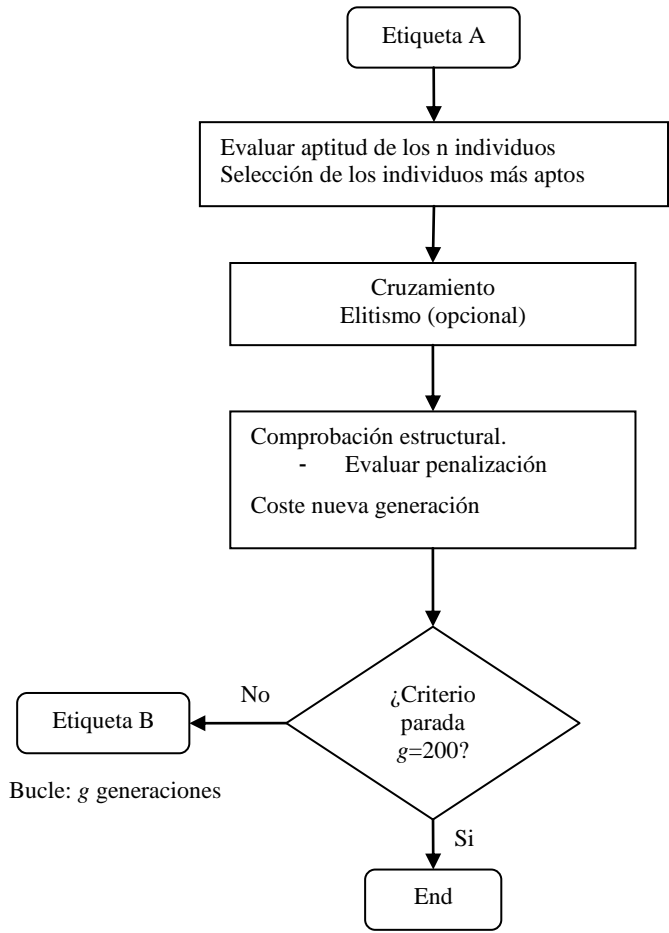 Etiqueta A
Evaluar aptitud de los n individuos
Selección de los individuos más aptos
Cruzamiento
Elitismo (opcional)
Comprobación estructural.
- Evaluar penalización
Coste nueva generación
¿Criterio
parada
g=200?
No
Etiqueta B
Bucle: g generaciones
Si
End